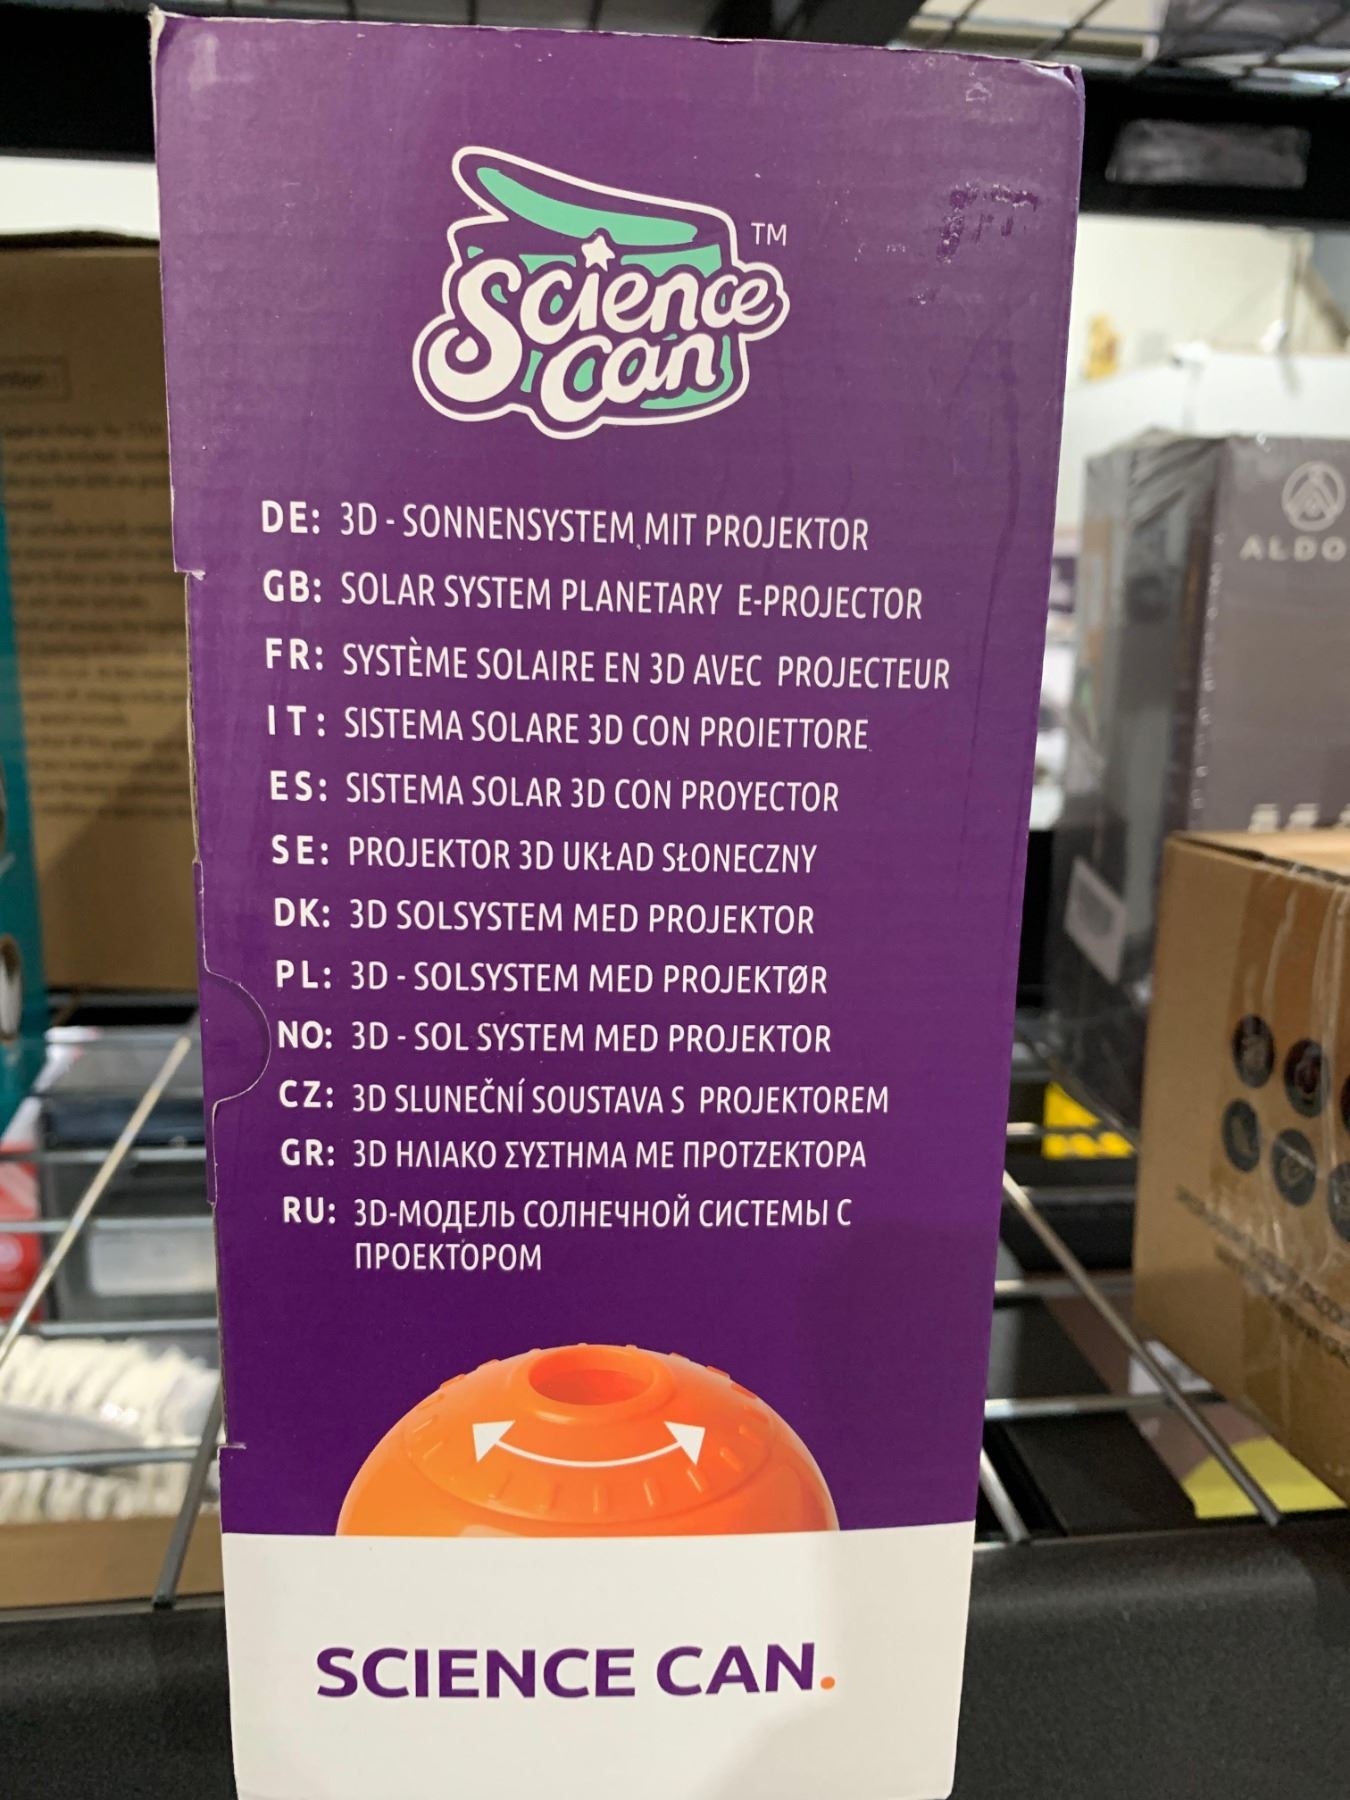 Science
Can
TM
DE: 3D - SONNENSYSTEM MIT PROJEKTOR
GB: SOLAR SYSTEM PLANETARY E-PROJECTOR
FR: SYSTÈME SOLAIRE EN 3D AVEC PROJECTEUR
IT: SISTEMA SOLARE 3D CON PROIETTORE
ES: SISTEMA SOLAR 3D CON PROYECTOR
SE: PROJEKTOR 3D UKŁAD SŁONECZNY
DK: 3D SOLSYSTEM MED PROJEKTOR
PL: 3D - SOLSYSTEM MED PROJEKTØR
NO: 3D - SOL SYSTEM MED PROJEKTOR
CZ: 3D SLUNEČNÍ SOUSTAVA S PROJEKTOREM
GR: 3D ΗΛΙΑΚΟ ΣΥΣΤΗΜΑ ΜΕ ΠΡΟΤΖΕΚΤΟΡΑ
RU: 3D-МОДЕЛЬ СОЛНЕЧНОЙ СИСТЕМЫ С
ПРОЕКТОРОМ
SCIENCE CAN.
ALDO